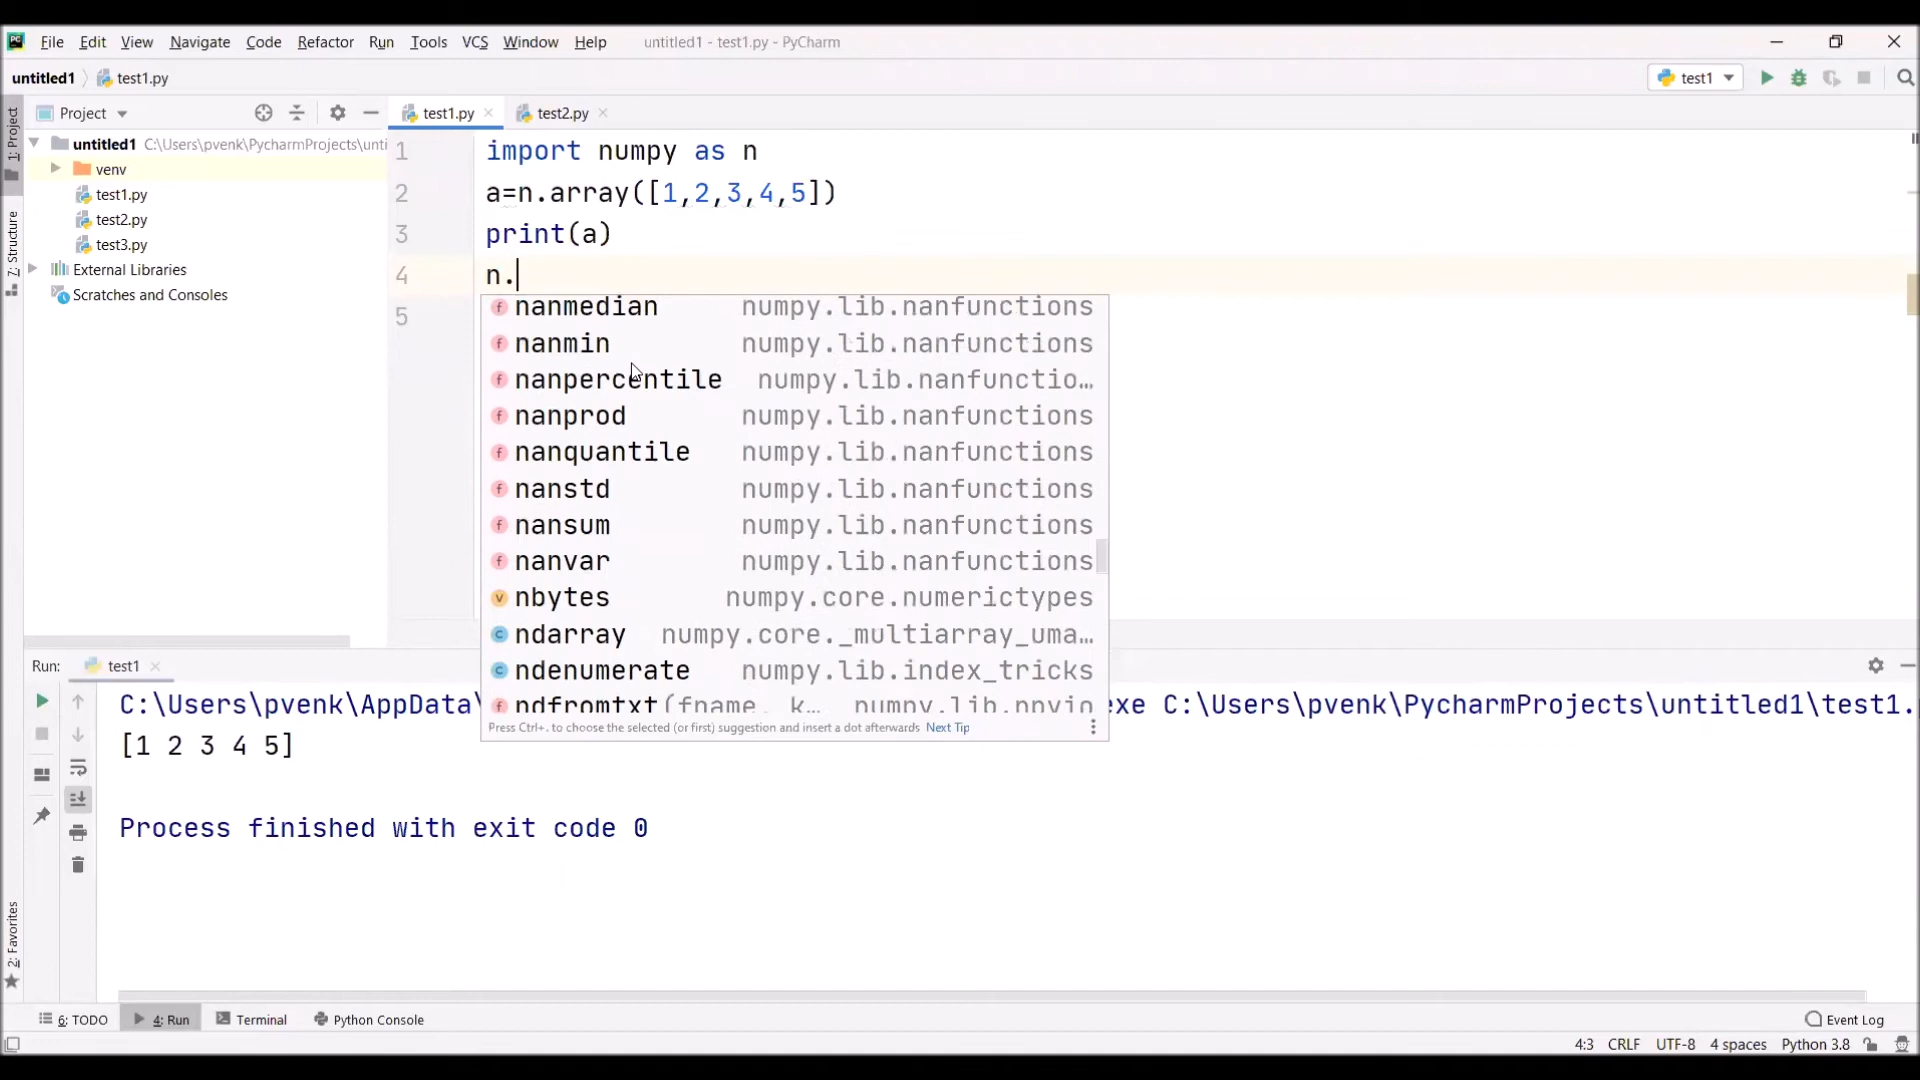 File Edit View Navigate Code Refactor Run Tools VCS Window Help untitled1 - test1.py - PyCharm
untitled1 test1.py test1
Project test1.py test2.py
1: Project
7: Structure
2: Favorites
untitled1 C:\Users\pvenk\PycharmProjects\unti
venv
test1.py
test2.py
test3.py
External Libraries
Scratches and Consoles
1 import numpy as n
2 a=n.array([1,2,3,4,5])
3 print(a)
4 n.
5
nanmedian numpy.lib.nanfunctions
nanmin numpy.lib.nanfunctions
nanpercentile numpy.lib.nanfunctio…
nanprod numpy.lib.nanfunctions
nanquantile numpy.lib.nanfunctions
nanstd numpy.lib.nanfunctions
nansum numpy.lib.nanfunctions
nanvar numpy.lib.nanfunctions
nbytes numpy.core.numerictypes
ndarray numpy.core._multiarray_uma…
ndenumerate numpy.lib.index_tricks
ndfromtxt(fname, k… numpy.lib.npyio
Press Ctrl+. to choose the selected (or first) suggestion and insert a dot afterwards Next Tip
Run: test1
C:\Users\pvenk\AppData\ exe C:\Users\pvenk\PycharmProjects\untitled1\test1.
[1 2 3 4 5]
Process finished with exit code 0
6: TODO 4: Run Terminal Python Console Event Log
4:3 CRLF UTF-8 4 spaces Python 3.8